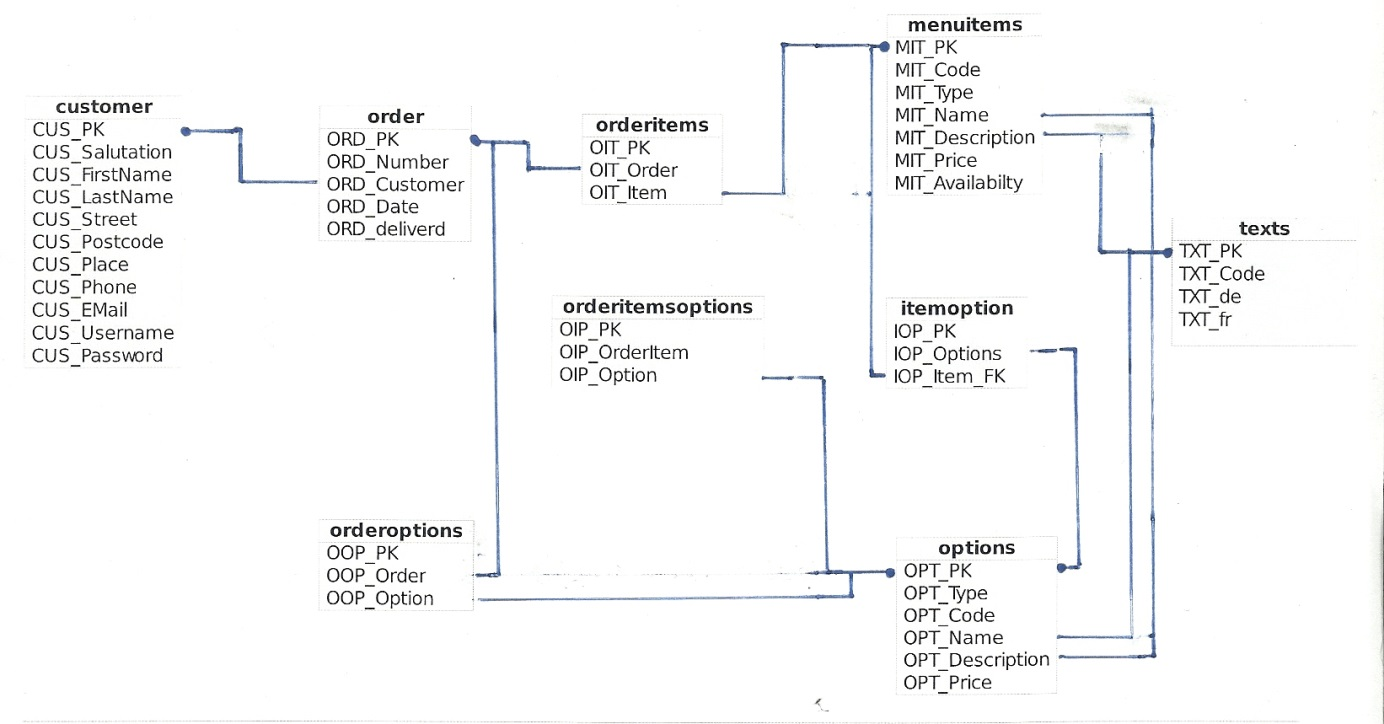 customer
CUS_PK
CUS_Salutation
CUS_FirstName
CUS_LastName
CUS_Street
CUS_Postcode
CUS_Place
CUS_Phone
CUS_EMail
CUS_Username
CUS_Password
order
ORD_PK
ORD_Number
ORD_Customer
ORD_Date
ORD_deliverd
orderitems
OIT_PK
OIT_Order
OIT_Item
menuitems
MIT_PK
MIT_Code
MIT_Type
MIT_Name
MIT_Description
MIT_Price
MIT_Availabilty
texts
TXT_PK
TXT_Code
TXT_de
TXT_fr
orderitemsoptions
OIP_PK
OIP_OrderItem
OIP_Option
itemoption
IOP_PK
IOP_Options
IOP_Item_FK
orderoptions
OOP_PK
OOP_Order
OOP_Option
options
OPT_PK
OPT_Type
OPT_Code
OPT_Name
OPT_Description
OPT_Price